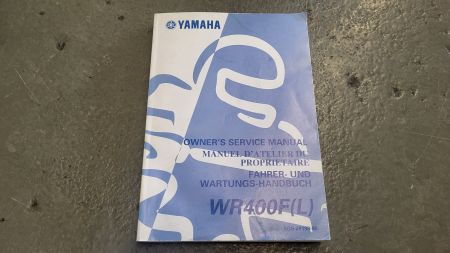 YAMAHA
OWNER'S SERVICE MANUAL
MANUEL D'ATELIER DU
PROPRIETAIRE
FAHRER- UND
WARTUNGS-HANDBUCH
WR400F(L)